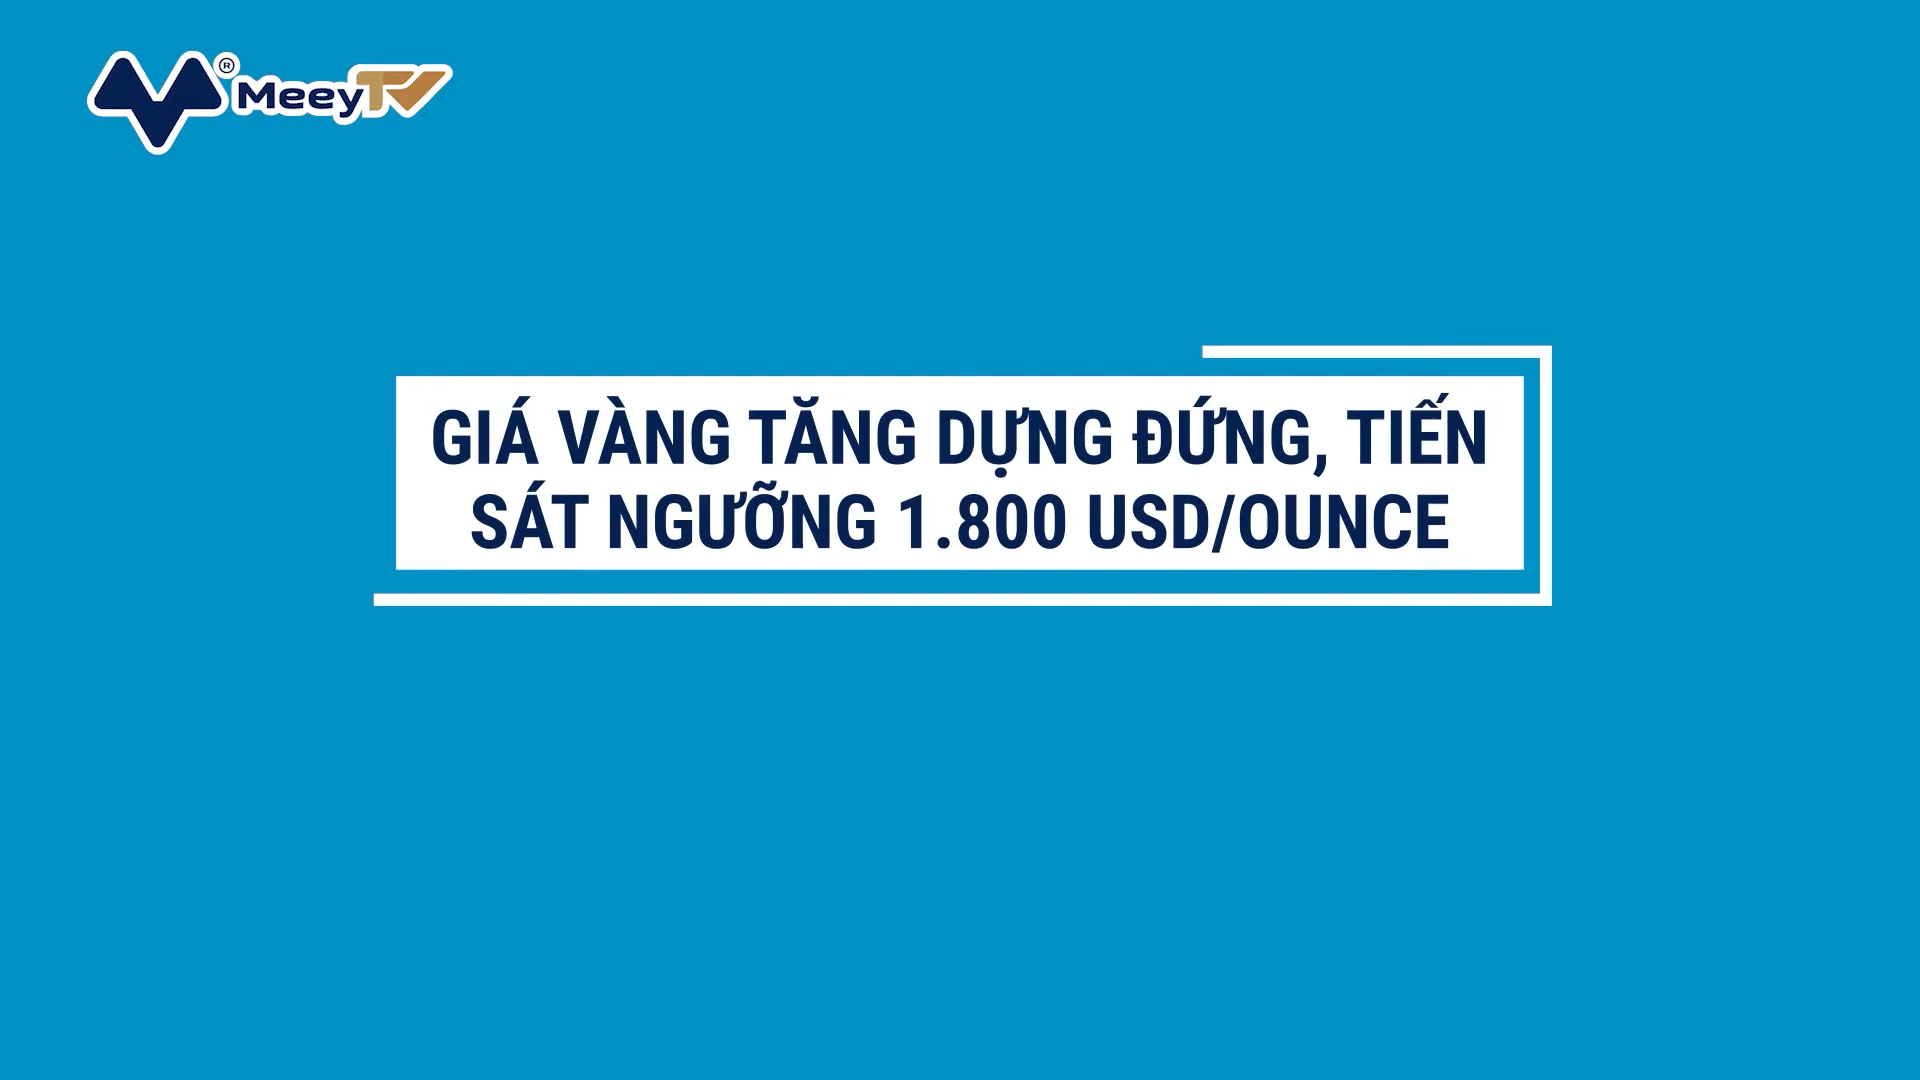 ® MeeyTV
GIÁ VÀNG TĂNG DỰNG ĐỨNG, TIẾN
SÁT NGƯỠNG 1.800 USD/OUNCE